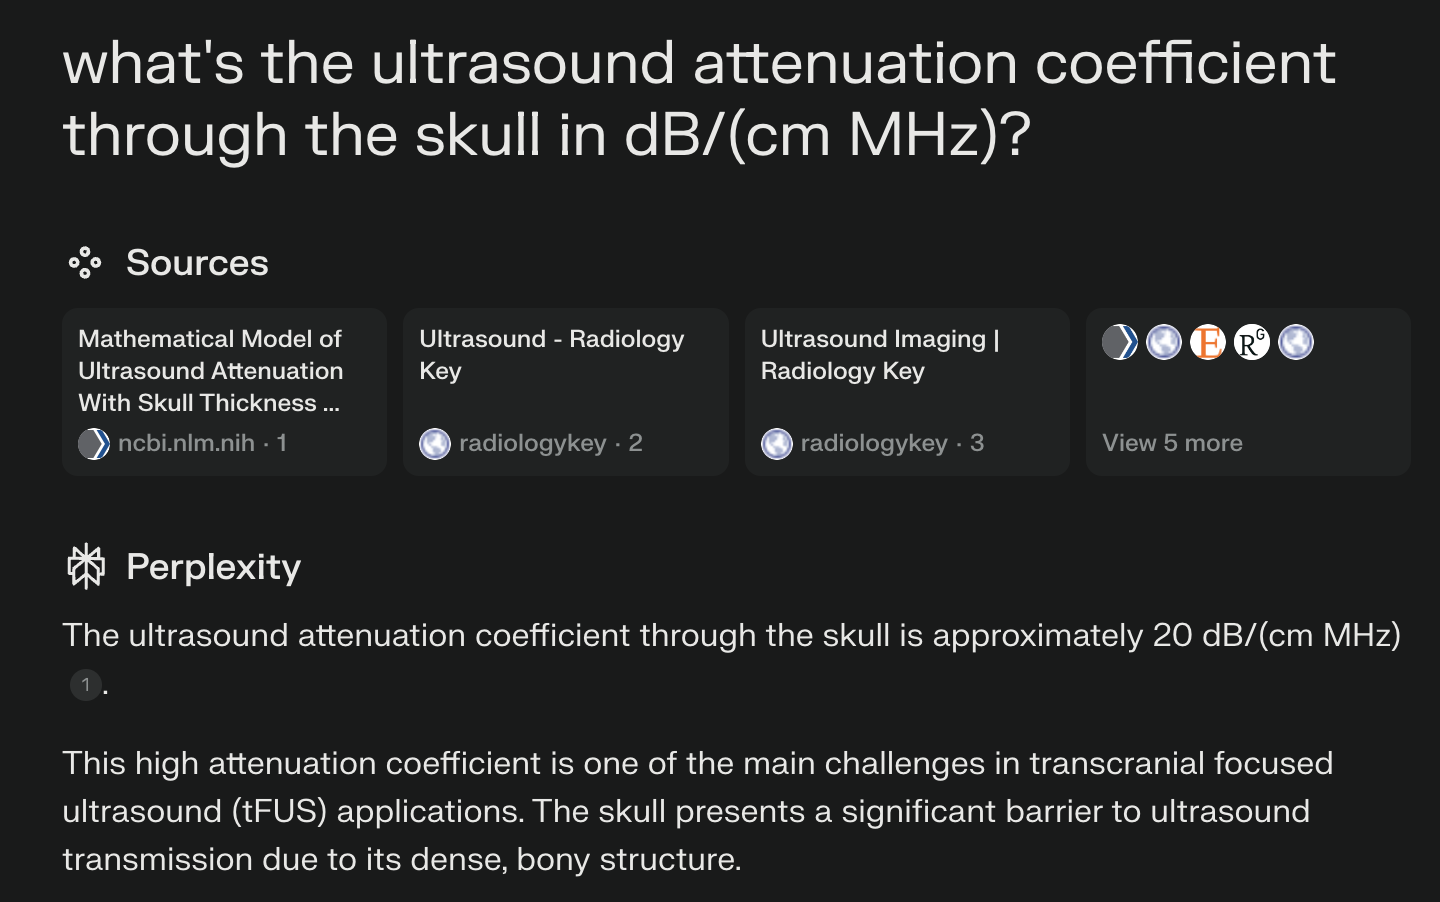 what's the ultrasound attenuation coefficient
through the skull in dB/(cm MHz)?
Sources
Mathematical Model of
Ultrasound Attenuation
With Skull Thickness ...
ncbi.nlm.nih · 1
Ultrasound - Radiology
Key
radiologykey · 2
Ultrasound Imaging |
Radiology Key
radiologykey · 3
E RG
View 5 more
Perplexity
The ultrasound attenuation coefficient through the skull is approximately 20 dB/(cm MHz)
1 .
This high attenuation coefficient is one of the main challenges in transcranial focused
ultrasound (tFUS) applications. The skull presents a significant barrier to ultrasound
transmission due to its dense, bony structure.